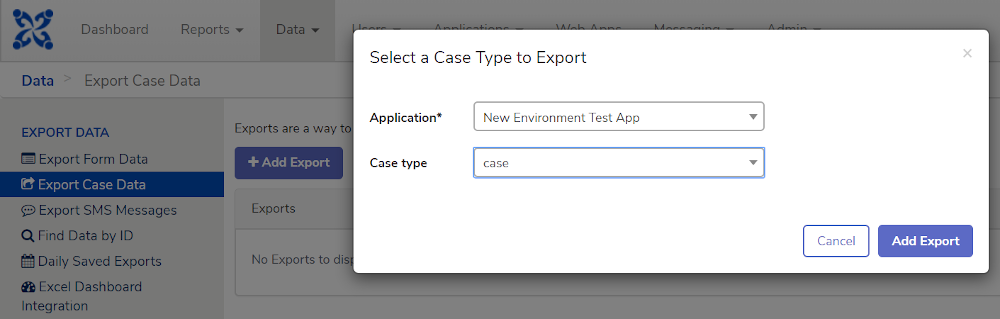 Dashboard Reports Data Users Applications Web Apps Messaging Admin
Select a Case Type to Export ×
Data > Export Case Data
Application* New Environment Test App
EXPORT DATA
Exports are a way to
Export Form Data
Case type case
+ Add Export
Export Case Data
Export SMS Messages
Exports
Find Data by ID
Cancel Add Export
Daily Saved Exports
No Exports to
Excel Dashboard
Integration